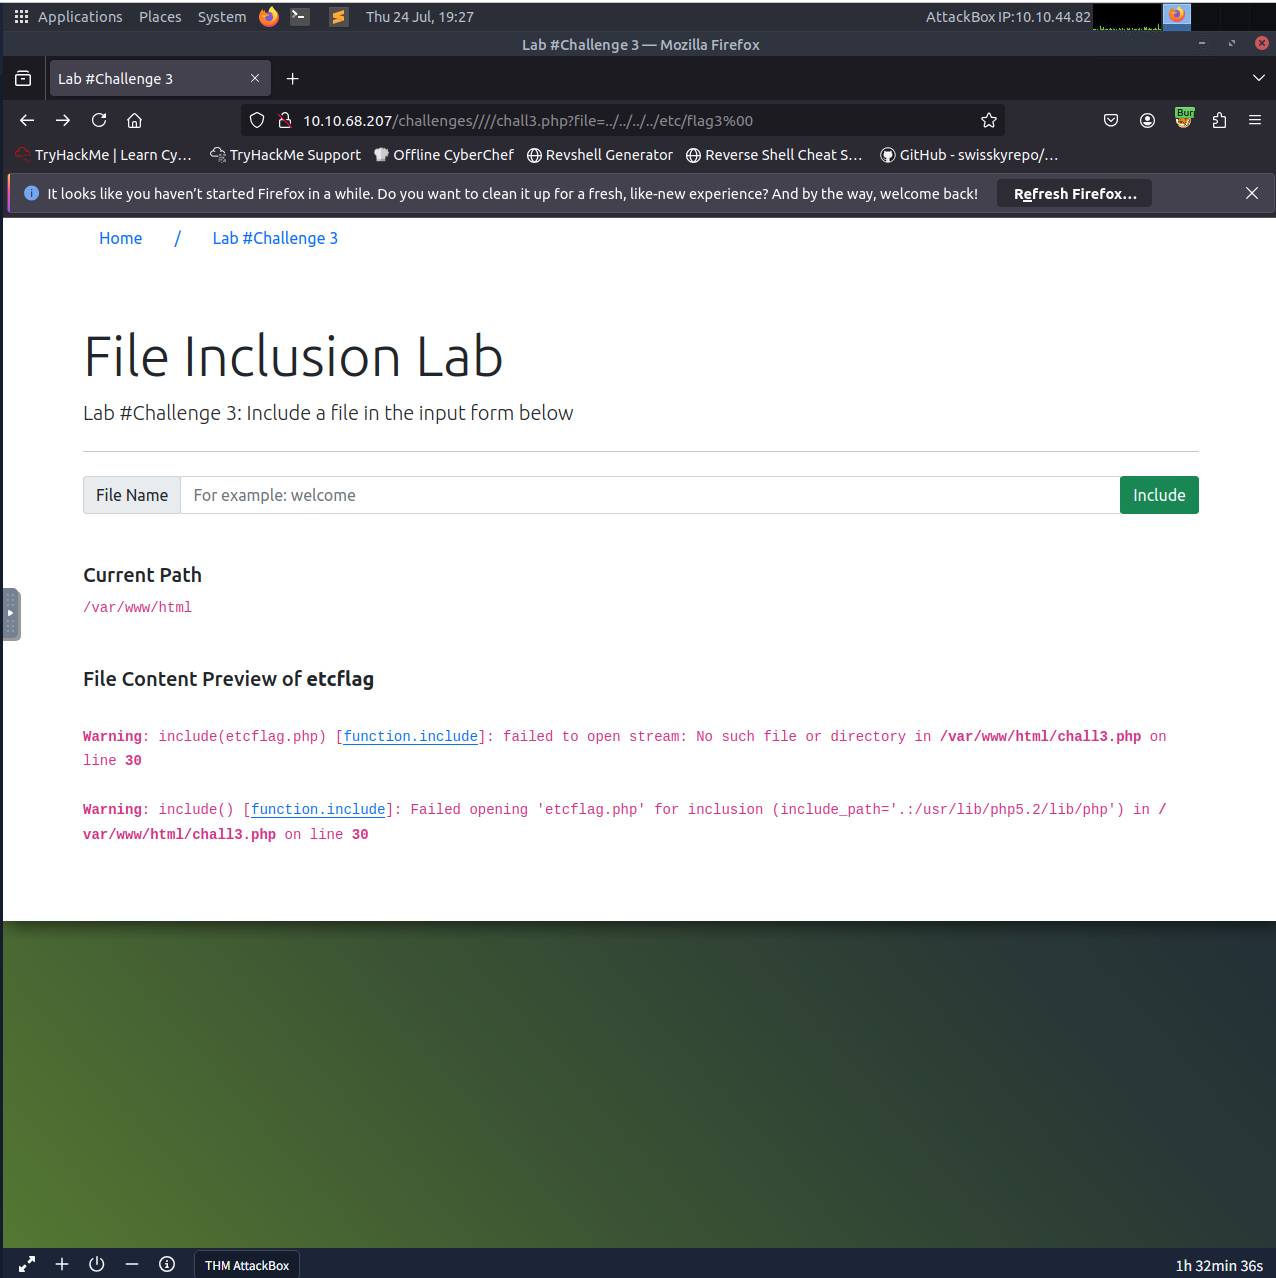 Applications Places System Thu 24 Jul, 19:27 AttackBox IP:10.10.44.82
Lab #Challenge 3 — Mozilla Firefox
Lab #Challenge 3
10.10.68.207/challenges////chall3.php?file=../../../../etc/flag3%00
Bur
TryHackMe | Learn Cy... TryHackMe Support Offline CyberChef Revshell Generator Reverse Shell Cheat S... GitHub - swisskyrepo/...
It looks like you haven't started Firefox in a while. Do you want to clean it up for a fresh, like-new experience? And by the way, welcome back! Refresh Firefox...
Home / Lab #Challenge 3
File Inclusion Lab
Lab #Challenge 3: Include a file in the input form below
File Name For example: welcome Include
Current Path
/var/www/html
File Content Preview of etcflag
Warning: include(etcflag.php) [function.include]: failed to open stream: No such file or directory in /var/www/html/chall3.php on
line 30
Warning: include() [function.include]: Failed opening 'etcflag.php' for inclusion (include_path='.:/usr/lib/php5.2/lib/php') in /
var/www/html/chall3.php on line 30
THM AttackBox 1h 32min 36s